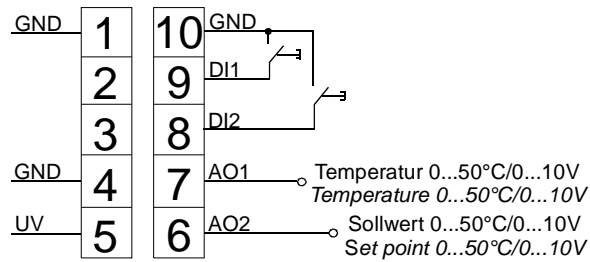 GND 1 10 GND
2 9 DI1
3 8 DI2
GND 4 7 AO1 Temperatur 0...50°C/0...10V
Temperature 0...50°C/0...10V
UV 5 6 AO2 Sollwert 0...50°C/0...10V
Set point 0...50°C/0...10V